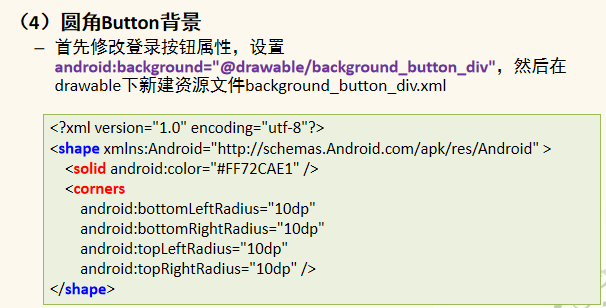 （4）圆角Button背景
– 首先修改登录按钮属性，设置
android:background="@drawable/background_button_div"，然后在
drawable下新建资源文件background_button_div.xml
<?xml version="1.0" encoding="utf-8"?>
<shape xmlns:Android="http://schemas.Android.com/apk/res/Android" >
<solid android:color="#FF72CAE1" />
<corners
android:bottomLeftRadius="10dp"
android:bottomRightRadius="10dp"
android:topLeftRadius="10dp"
android:topRightRadius="10dp" />
</shape>